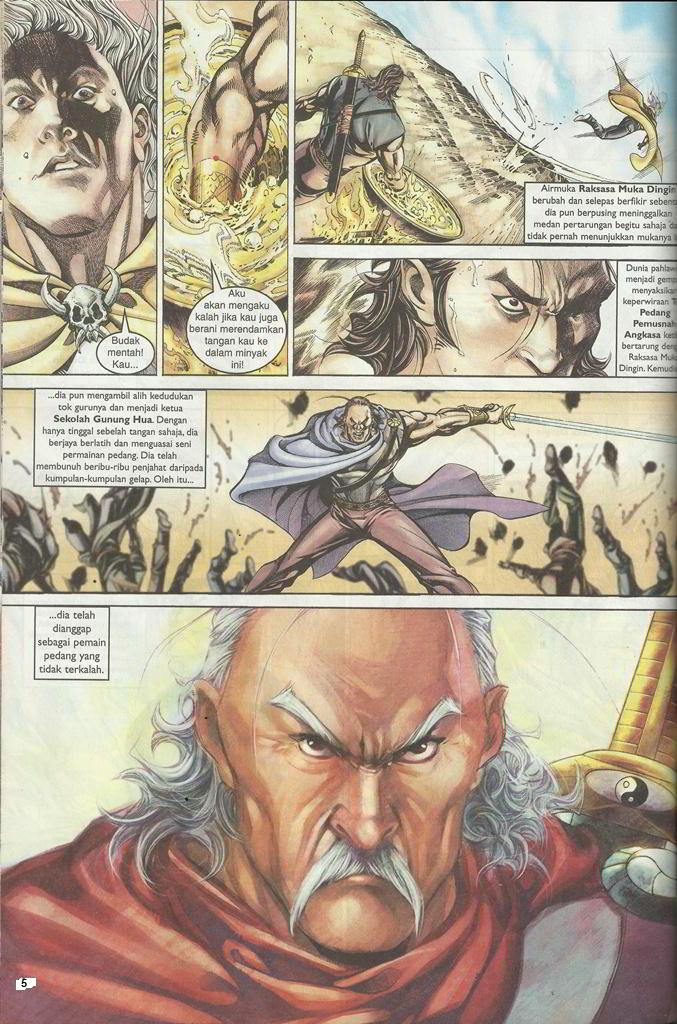 Budak
mentah!
Kau...
Aku
akan mengaku
kalah jika kau juga
berani merendamkan
tangan kau ke
dalam minyak
ini!
Airmuka Raksasa Muka Dingin
berubah dan selepas berfikir
dia pun berpusing meninggalkan
medan pertarungan begitu sahaja
tidak pernah menunjukkan mukanya
Dunia pahlaw
menjadi
menyaksi
keperwiraan
Pedang
Pemusnah
Angkasa
bertarung
Raksasa Muka
Dingin.
...dia pun mengambil alih kedudukan
tok gurunya dan menjadi ketua
Sekolah Gunung Hua. Dengan
hanya tinggal sebelah tangan sahaja, dia
berjaya berlatih dan menguasai seni
permainan pedang. Dia telah
membunuh beribu-ribu penjahat daripada
kumpulan-kumpulan gelap. Oleh itu...
...dia telah
dianggap
sebagai pemain
pedang yang
tidak terkalah.
5